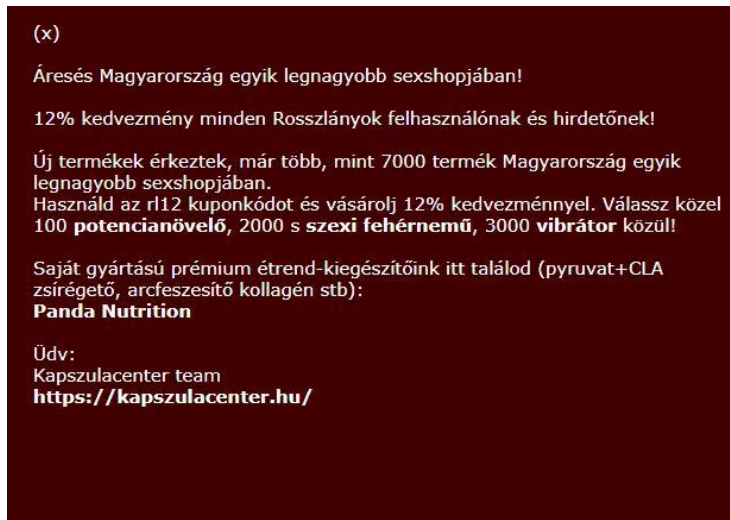 (x)
Áresés Magyarország egyik legnagyobb sexshopjában!
12% kedvezmény minden Rosszlányok felhasználónak és hirdetőnek!
Új termékek érkeztek, már több, mint 7000 termék Magyarország egyik
legnagyobb sexshopjában.
Használd az rl12 kuponkódot és vásárolj 12% kedvezménnyel. Válassz közel
100 potencianövelő, 2000 s szexi fehérnemű, 3000 vibrátor közül!
Saját gyártású prémium étrend-kiegészítőink itt találod (pyruvat+CLA
zsírégető, arcfeszesítő kollagén stb):
Panda Nutrition
Üdv:
Kapszulacenter team
https://kapszulacenter.hu/